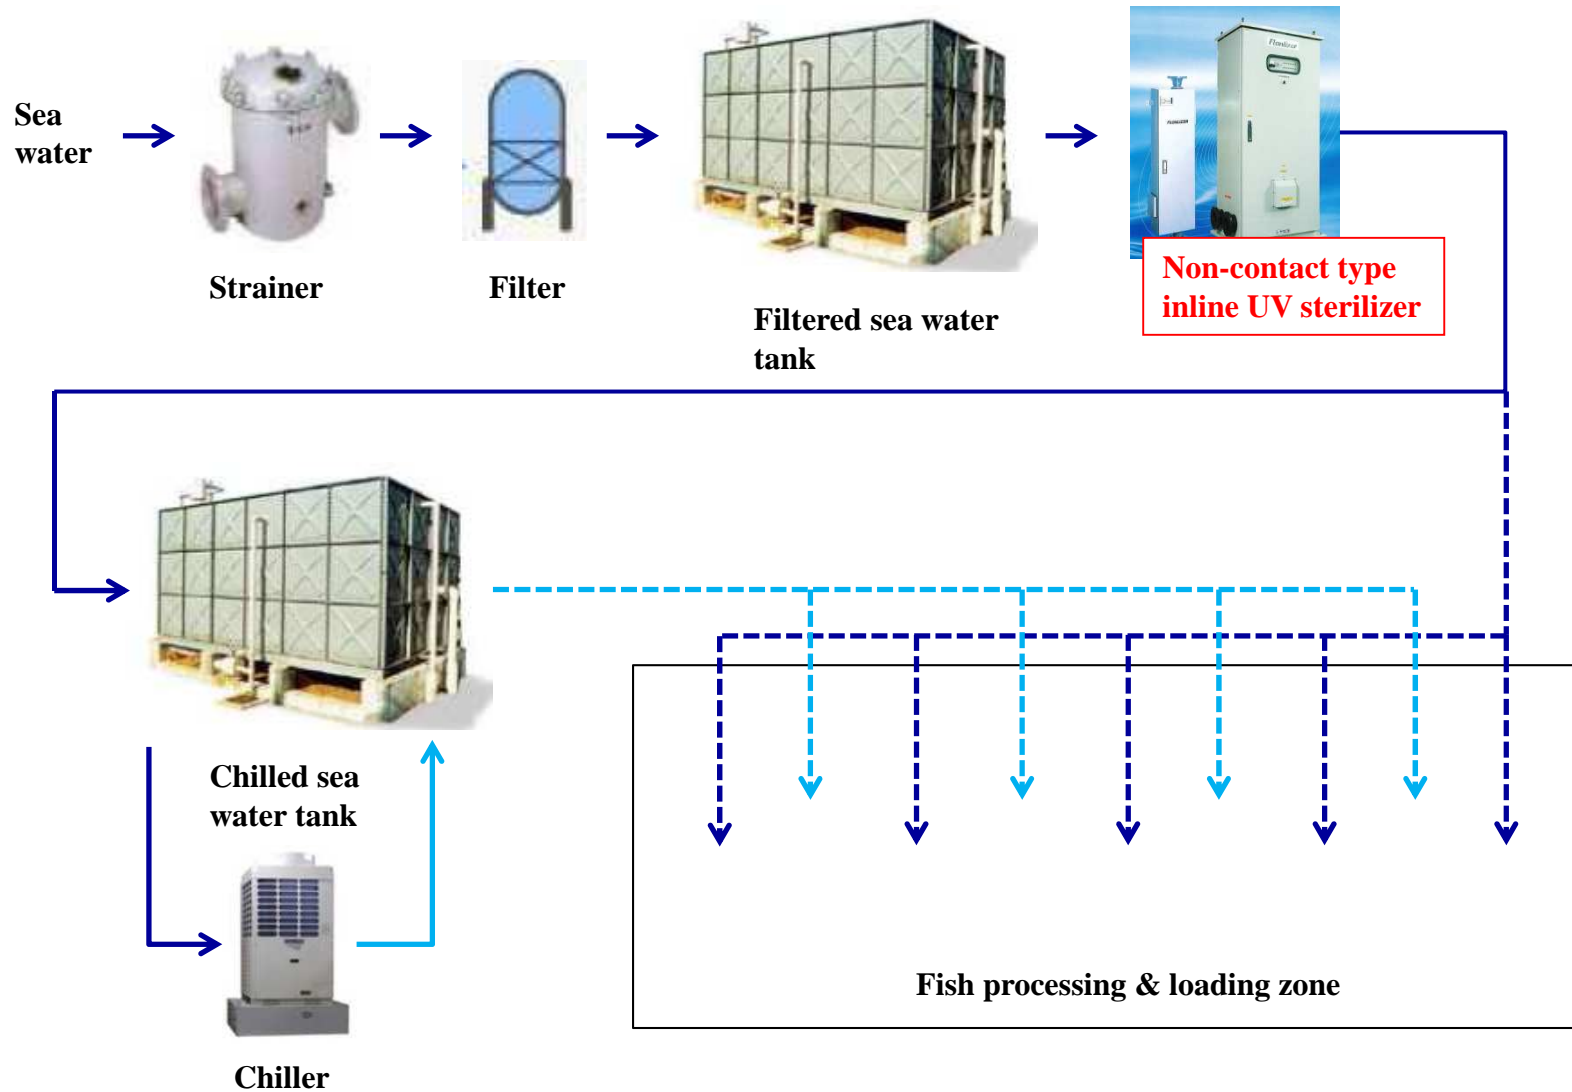 Sea
water
Strainer
Filter
Filtered sea water
tank
Non-contact type
inline UV sterilizer
Chilled sea
water tank
Chiller
Fish processing & loading zone